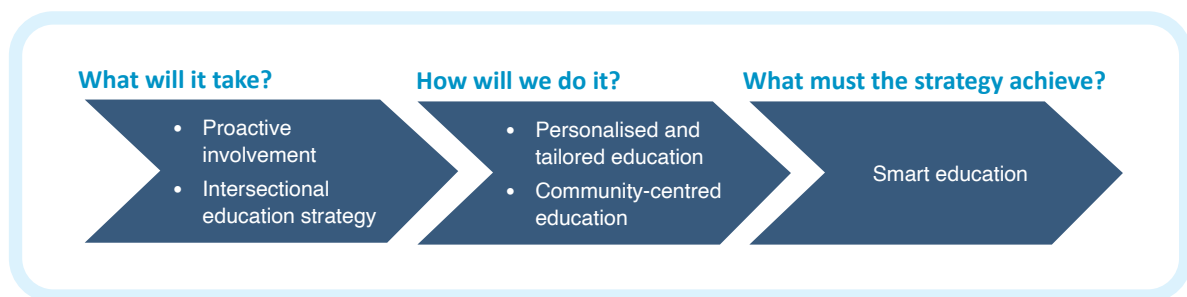 What will it take?
• Proactive
involvement
• Intersectional
education strategy
How will we do it?
• Personalised and
tailored education
• Community-centred
education
What must the strategy achieve?
Smart education